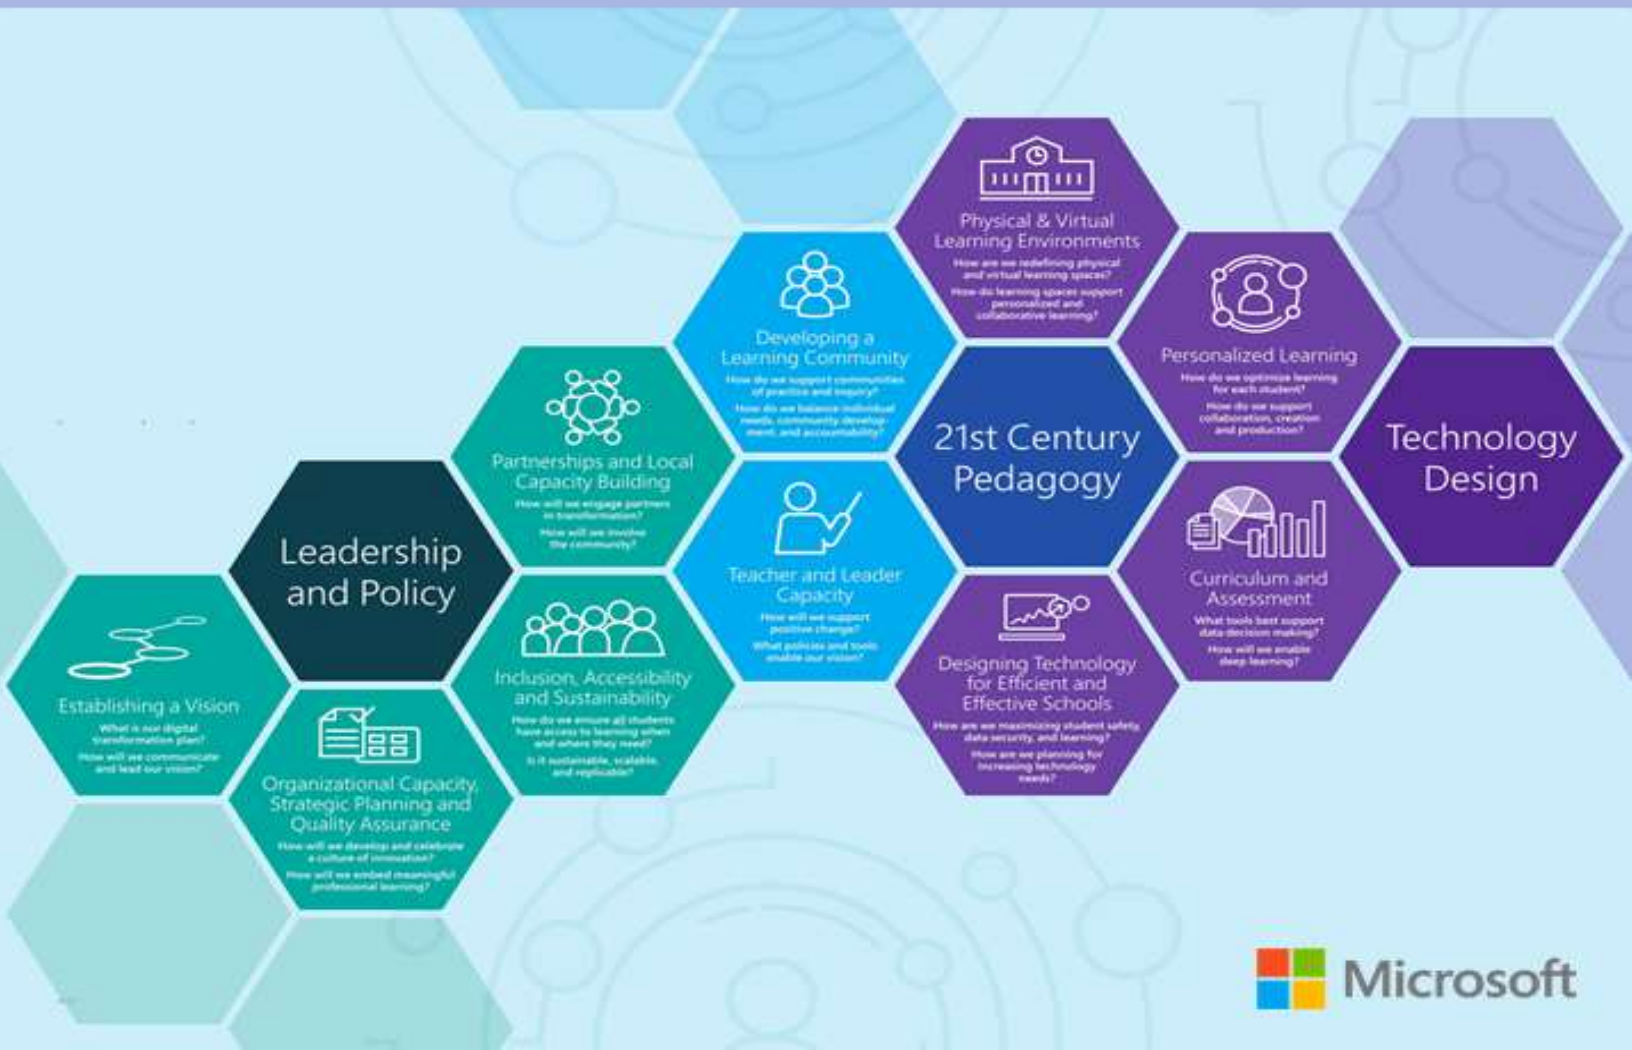 Physical & Virtual
Learning Environments
How are we redefining physical
and virtual learning spaces?
How do learning spaces support
personalized and
collaborative learning?
Developing a
Learning Community
How do we support communities
of practice and inquiry?
How do we balance individual
needs, community develop-
ment, and accountability?
Personalized Learning
How do we optimize learning
for each student?
How do we support
collaboration, creation
and production?
Partnerships and Local
Capacity Building
How will we engage partners
in transformation?
How will we involve
the community?
21st Century
Pedagogy
Technology
Design
Leadership
and Policy
Teacher and Leader
Capacity
How will we support
positive change?
What policies and tools
enable our vision?
Curriculum and
Assessment
What tools best support
data decision making?
How will we enable
deep learning?
Establishing a Vision
What is our digital
transformation plan?
How will we communicate
and lead our vision?
Inclusion, Accessibility
and Sustainability
How do we ensure all students
have access to learning when
and where they need?
Is it sustainable, scalable,
and replicable?
Designing Technology
for Efficient and
Effective Schools
How are we maximizing student safety,
data security, and learning?
How are we planning for
increasing technology
needs?
Organizational Capacity,
Strategic Planning and
Quality Assurance
How will we develop and celebrate
a culture of innovation?
How will we embed meaningful
professional learning?
Microsoft